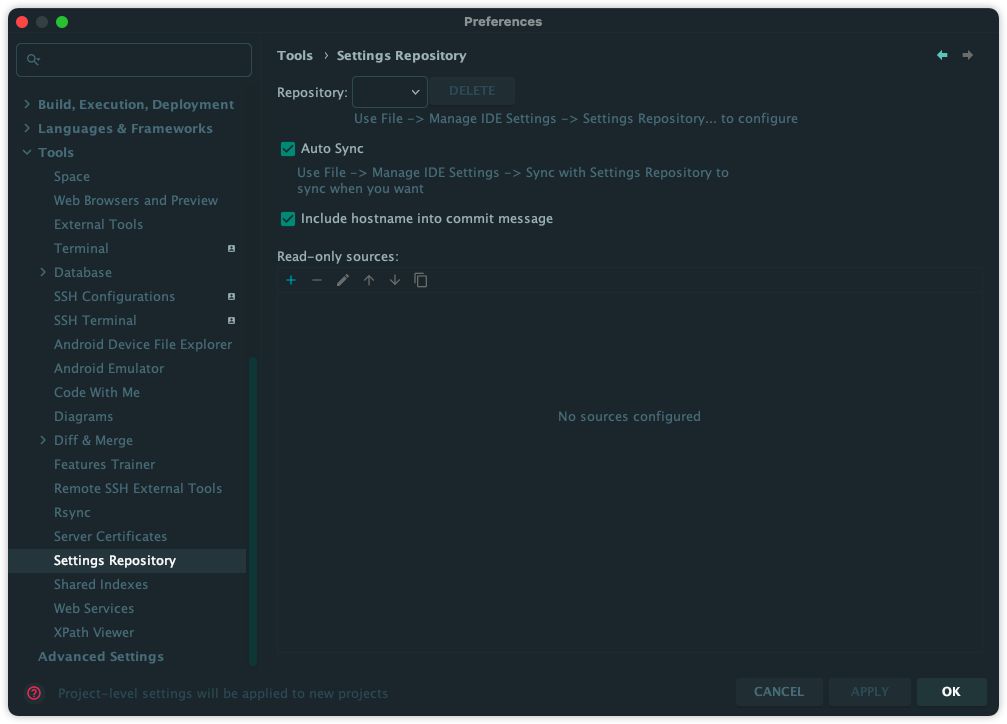 Preferences
Build, Execution, Deployment
Languages & Frameworks
Tools
Space
Web Browsers and Preview
External Tools
Terminal
Database
SSH Configurations
SSH Terminal
Android Device File Explorer
Android Emulator
Code With Me
Diagrams
Diff & Merge
Features Trainer
Remote SSH External Tools
Rsync
Server Certificates
Settings Repository
Shared Indexes
Web Services
XPath Viewer
Advanced Settings
Tools › Settings Repository
Repository: DELETE
Use File -> Manage IDE Settings -> Settings Repository... to configure
Auto Sync
Use File -> Manage IDE Settings -> Sync with Settings Repository to
sync when you want
Include hostname into commit message
Read-only sources:
No sources configured
? Project-level settings will be applied to new projects
CANCEL APPLY OK